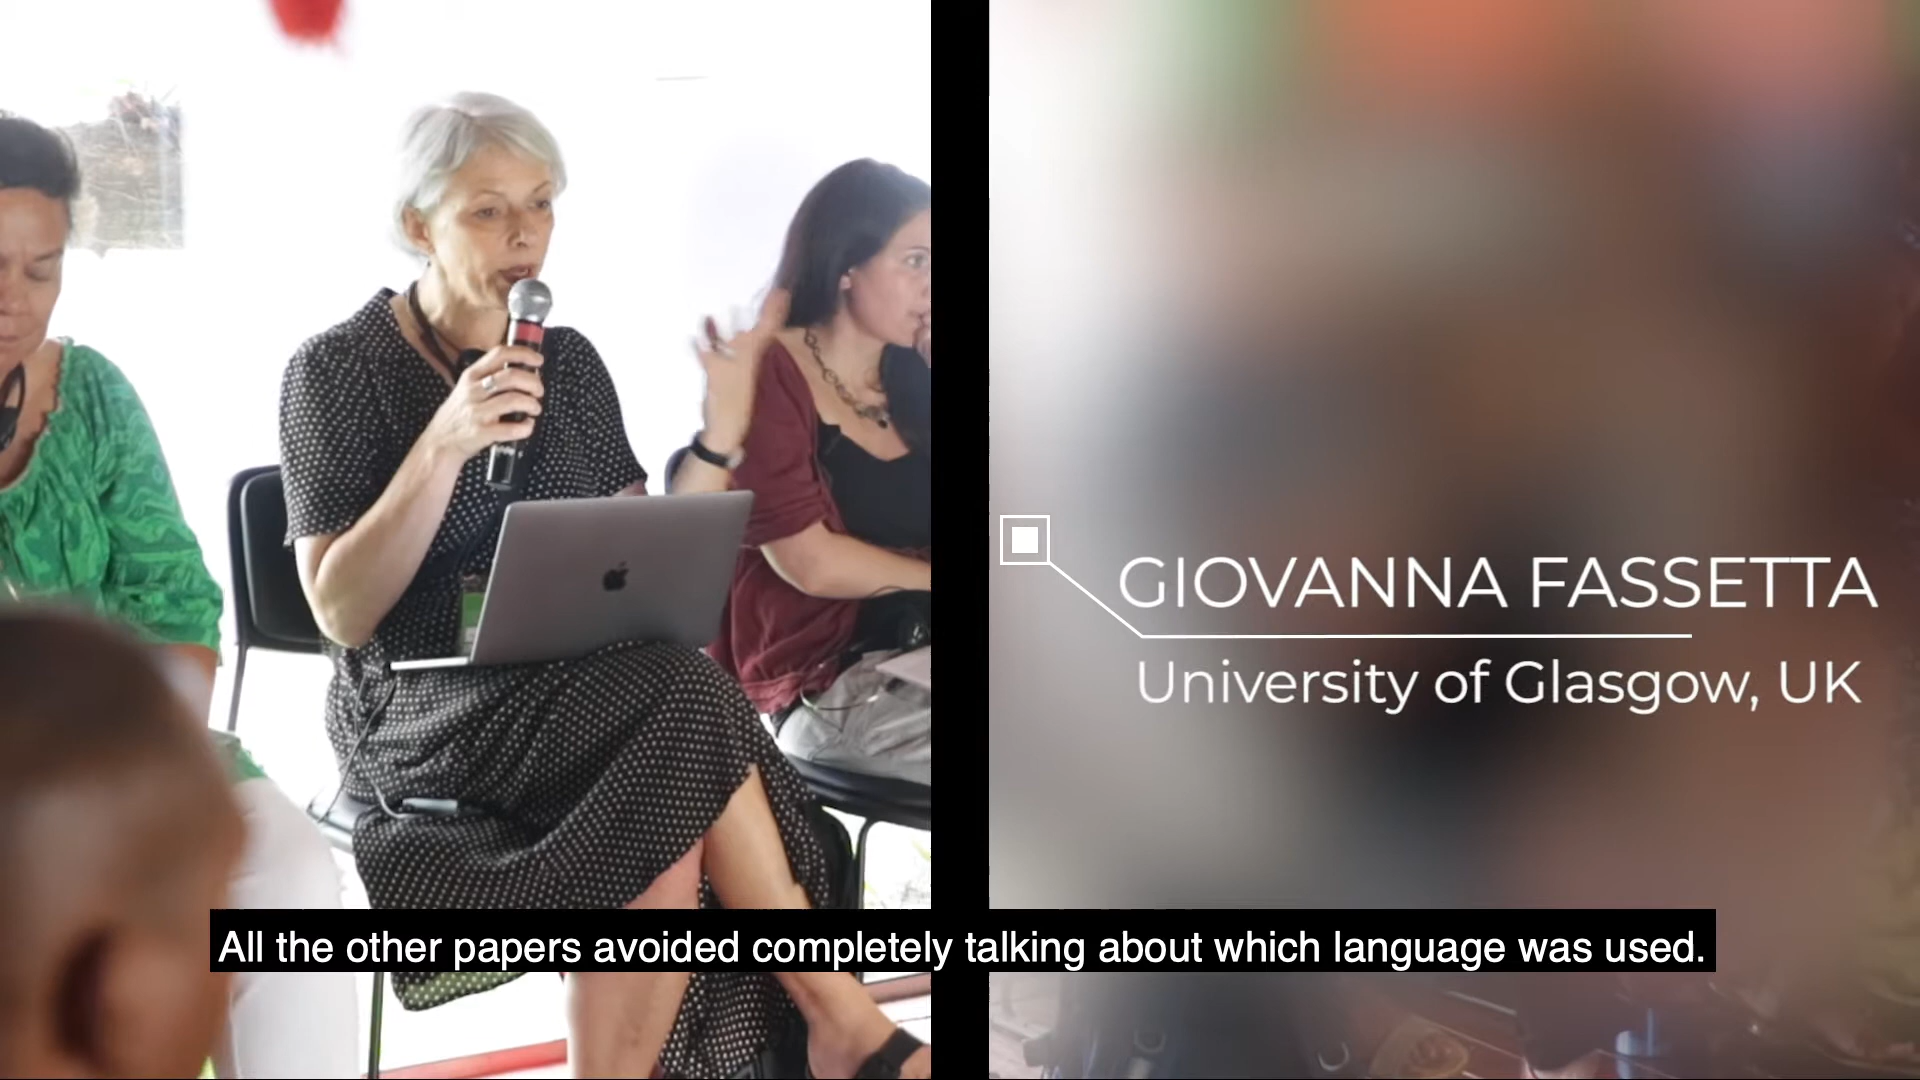 GIOVANNA FASSETTA
University of Glasgow, UK
All the other papers avoided completely talking about which language was used.